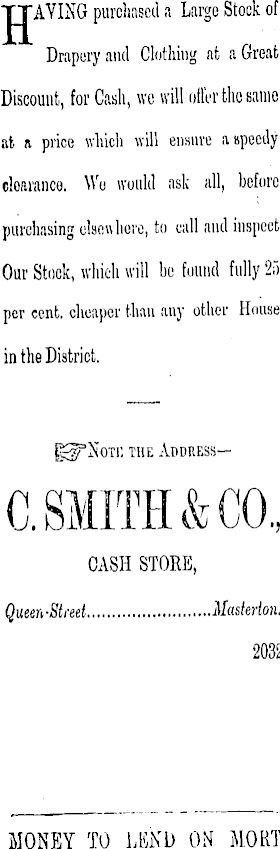 HAVING purchased a Large Stock of
Drapery and Clothing at a Great
Discount, for Cash, we will offer the same
at a price which will ensure a speedy
clearance. We would ask all, before
purchasing elsewhere, to call and inspect
Our Stock, which will be found fully 25
per cent. cheaper than any other House
in the District.
☞ NOTE THE ADDRESS—
C. SMITH & CO.,
CASH STORE,
Queen-Street........................Masterton.
2032
MONEY TO LEND ON MORT